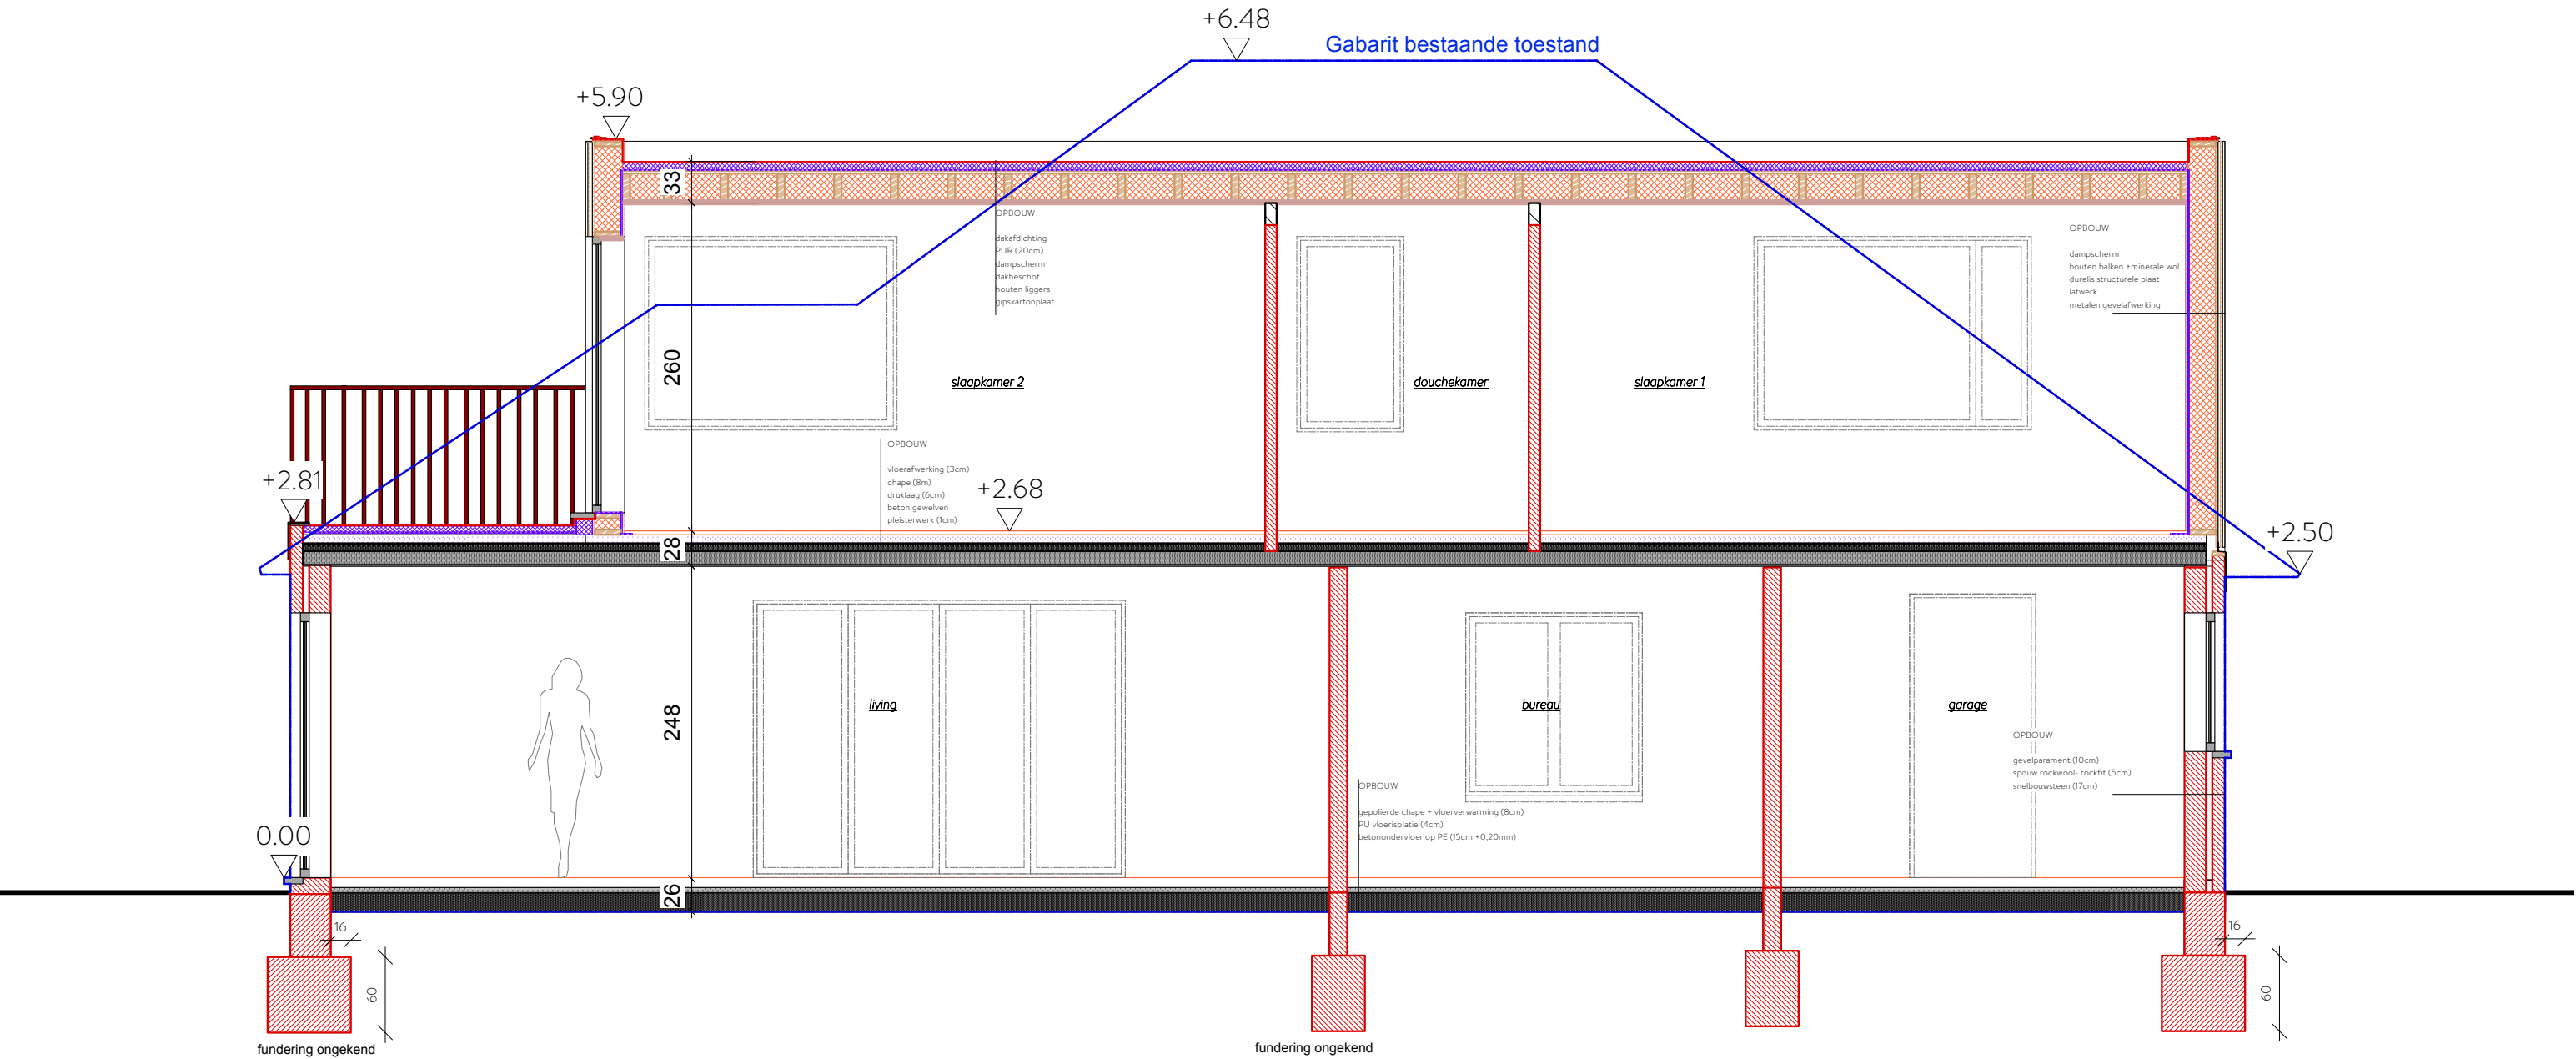 +6.48
Gabarit bestaande toestand
+5.90
33
OPBOUW
dakafdichting
PUR (20cm)
dampscherm
dakbeschot
houten liggers
gipskartonplaat
OPBOUW
dampscherm
houten balken +minerale wol
durelis structurele plaat
latwerk
metalen gevelafwerking
260
slaapkamer 2
douchekamer
slaapkamer 1
OPBOUW
vloerafwerking (3cm)
chape (8m)
druklaag (6cm)
beton gewelven
pleisterwerk (1cm)
+2.81
+2.68
+2.50
28
248
living
bureau
garage
OPBOUW
gevelparament (10cm)
spouw rockwool- rockfit (5cm)
snelbouwsteen (17cm)
OPBOUW
gepolierde chape + vloerverwarming (8cm)
PU vloerisolatie (4cm)
betonondervloer op PE (15cm +0,20mm)
0.00
26
16
16
60
60
fundering ongekend
fundering ongekend